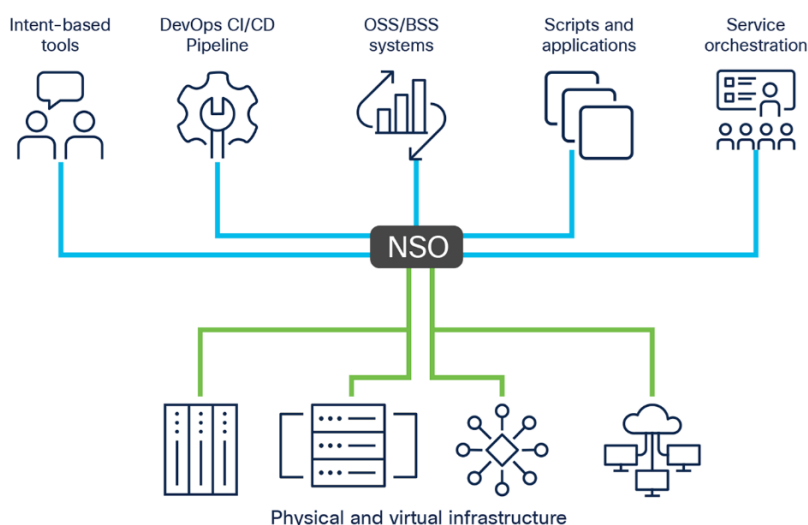 Intent-based
tools
DevOps CI/CD
Pipeline
OSS/BSS
systems
Scripts and
applications
Service
orchestration
NSO
Physical and virtual infrastructure